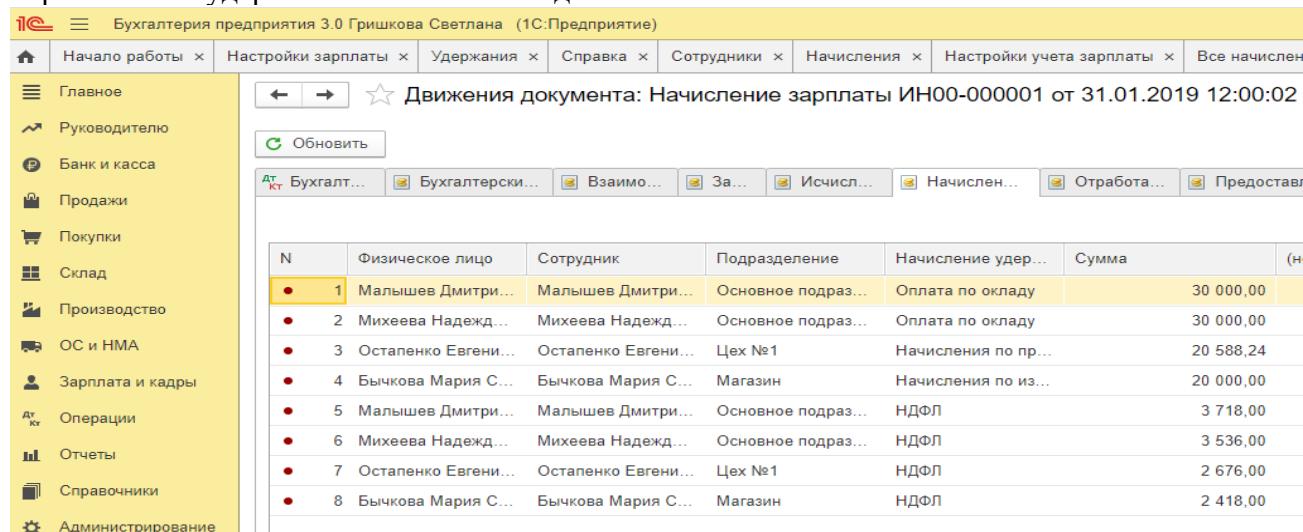 1С Бухгалтерия предприятия 3.0 Гришкова Светлана (1С:Предприятие)
Начало работы × Настройки зарплаты × Удержания × Справка × Сотрудники × Начисления × Настройки учета зарплаты × Все начислен
Главное
Руководителю
Банк и касса
Продажи
Покупки
Склад
Производство
ОС и НМА
Зарплата и кадры
Операции
Отчеты
Справочники
Администрирование
Движения документа: Начисление зарплаты ИН00-000001 от 31.01.2019 12:00:02
Обновить
Дт Кт Бухгалт... Бухгалтерски... Взаимо... За... Исчисл... Начислен... Отработа... Предоставл
N Физическое лицо Сотрудник Подразделение Начисление удер... Сумма (н
1 Малышев Дмитри... Малышев Дмитри... Основное подраз... Оплата по окладу 30 000,00
2 Михеева Надежд... Михеева Надежд... Основное подраз... Оплата по окладу 30 000,00
3 Остапенко Евгени... Остапенко Евгени... Цех №1 Начисления по пр... 20 588,24
4 Бычкова Мария С... Бычкова Мария С... Магазин Начисления по из... 20 000,00
5 Малышев Дмитри... Малышев Дмитри... Основное подраз... НДФЛ 3 718,00
6 Михеева Надежд... Михеева Надежд... Основное подраз... НДФЛ 3 536,00
7 Остапенко Евгени... Остапенко Евгени... Цех №1 НДФЛ 2 676,00
8 Бычкова Мария С... Бычкова Мария С... Магазин НДФЛ 2 418,00